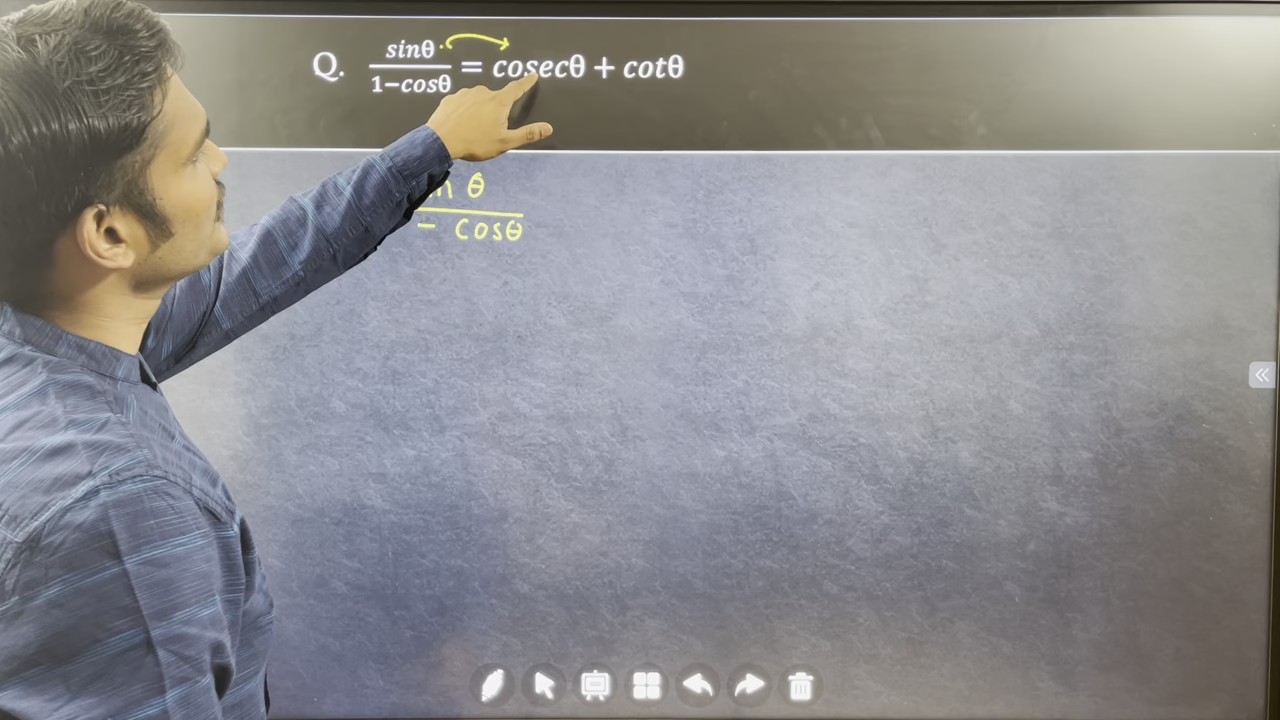 Q. sinθ/1−cosθ = cosecθ + cotθ
θ
− cosθ